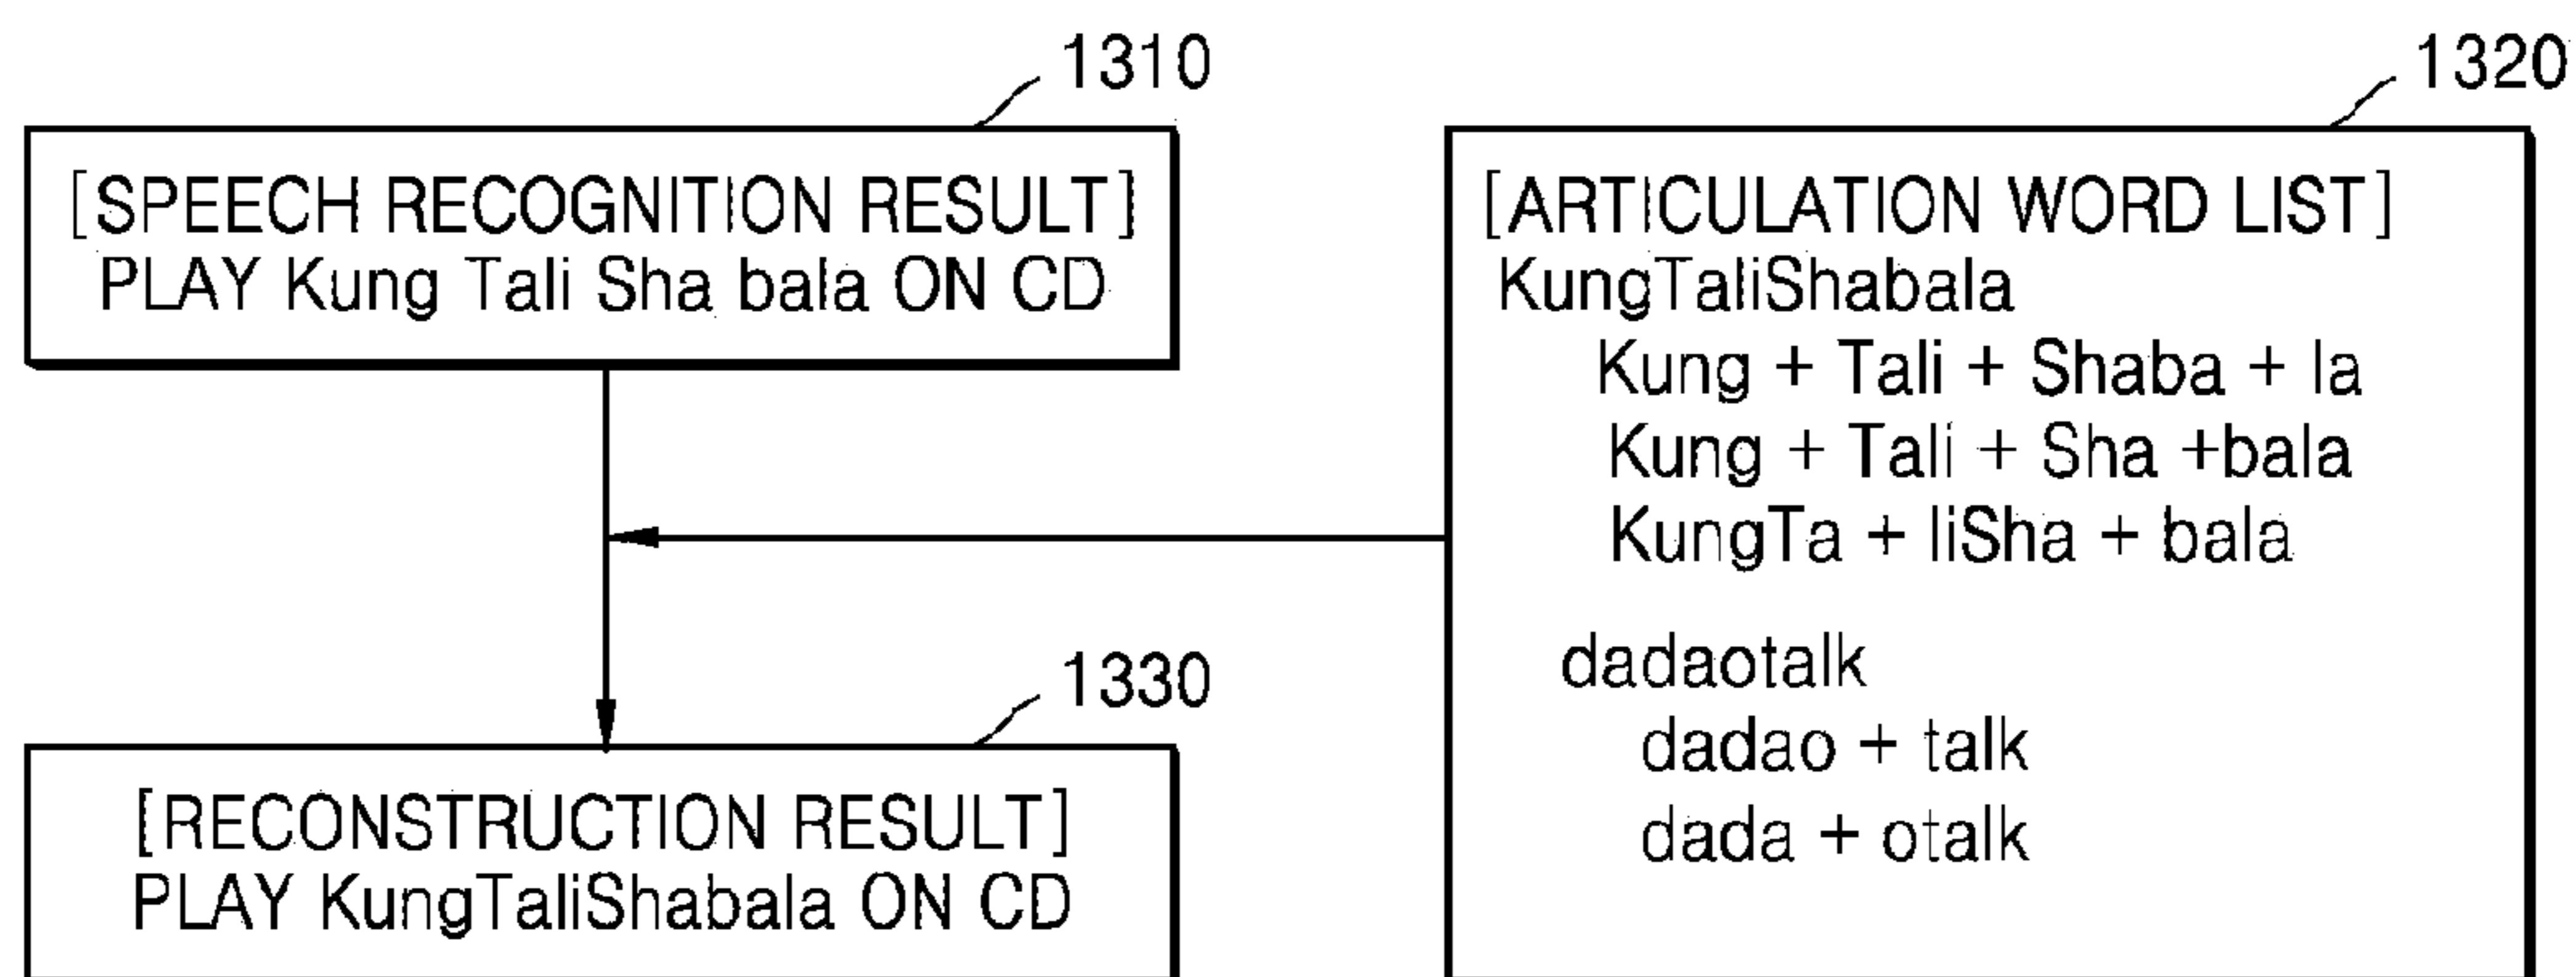 1310
[SPEECH RECOGNITION RESULT]
PLAY Kung Tali Sha bala ON CD
1320
[ARTICULATION WORD LIST]
KungTaliShabala
Kung + Tali + Shaba + la
Kung + Tali + Sha +bala
KungTa + liSha + bala
dadaotalk
dadao + talk
dada + otalk
1330
[RECONSTRUCTION RESULT]
PLAY KungTaliShabala ON CD